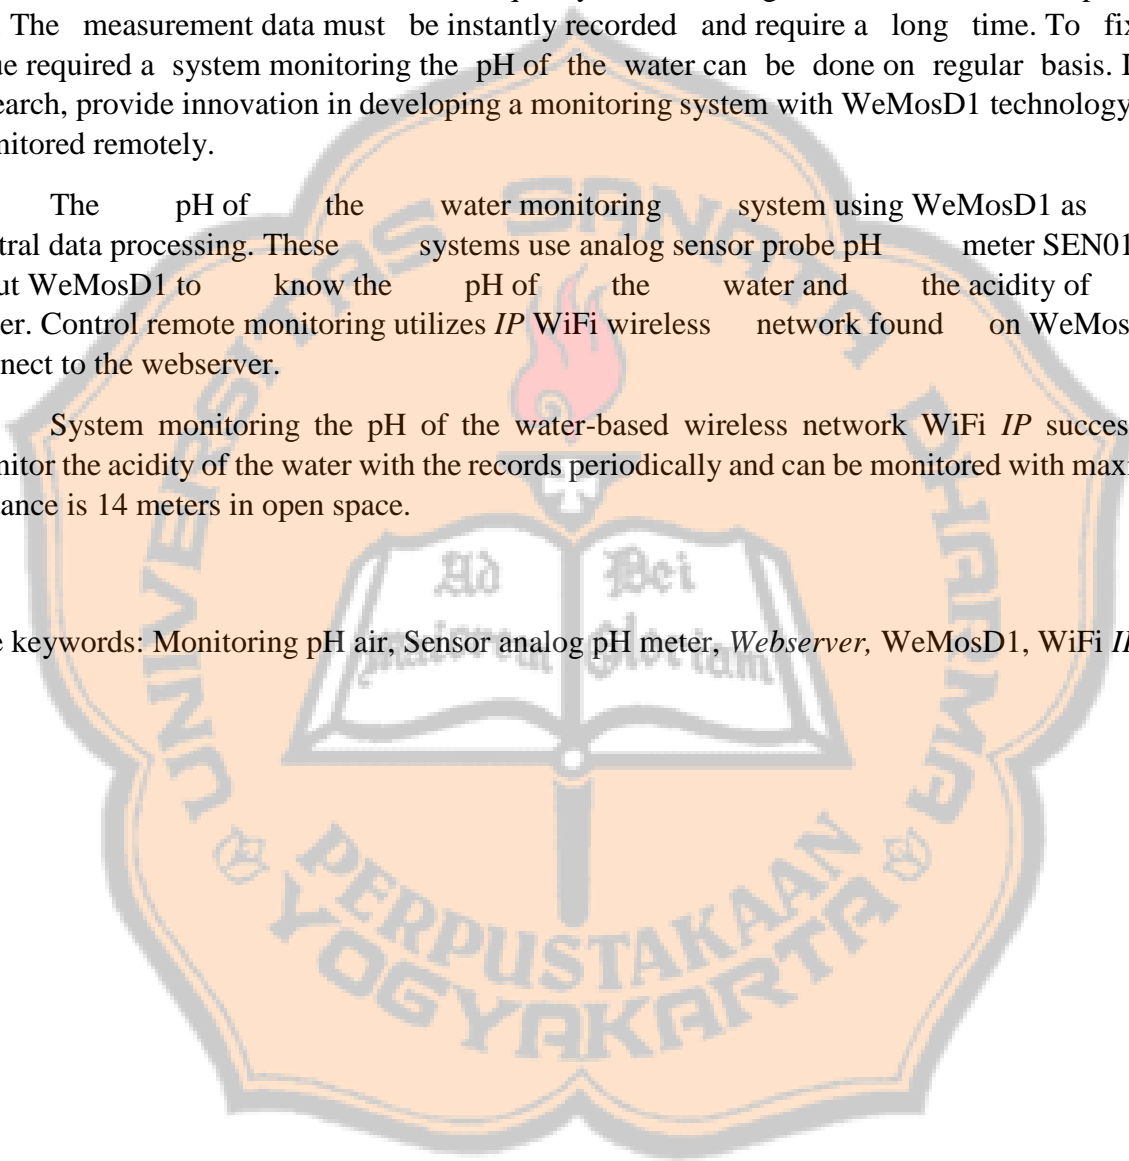 The measurement data must be instantly recorded and require a long time. To fix
ue required a system monitoring the pH of the water can be done on regular basis. I
earch, provide innovation in developing a monitoring system with WeMosD1 technology
nitored remotely.
The pH of the water monitoring system using WeMosD1 as
tral data processing. These systems use analog sensor probe pH meter SEN01
ut WeMosD1 to know the pH of the water and the acidity of
er. Control remote monitoring utilizes IP WiFi wireless network found on WeMos
nect to the webserver.
System monitoring the pH of the water-based wireless network WiFi IP succes
nitor the acidity of the water with the records periodically and can be monitored with maxi
ance is 14 meters in open space.
e keywords: Monitoring pH air, Sensor analog pH meter, Webserver, WeMosD1, WiFi IP
UNIVERSITAS SANATA DHARMA
Ad Dei
maiorem gloriam
PERPUSTAKAAN
YOGYAKARTA